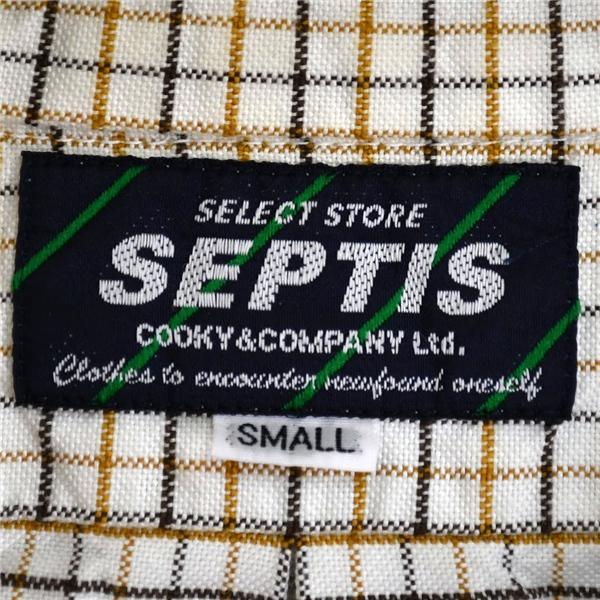 SELECT STORE
SEPTIS
COOKY&COMPANY Ltd.
Clothes to encounter newfound oneself
SMALL